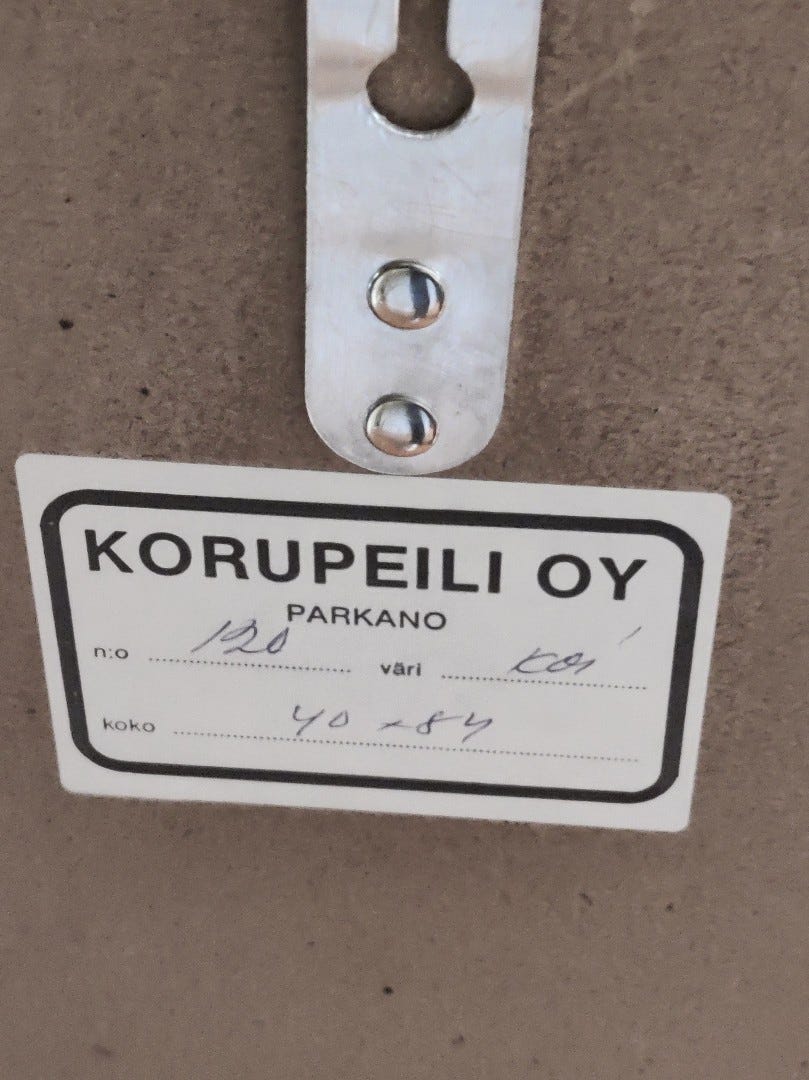 KORUPEILI OY
PARKANO
n:o 120 väri
koko 40 x 84